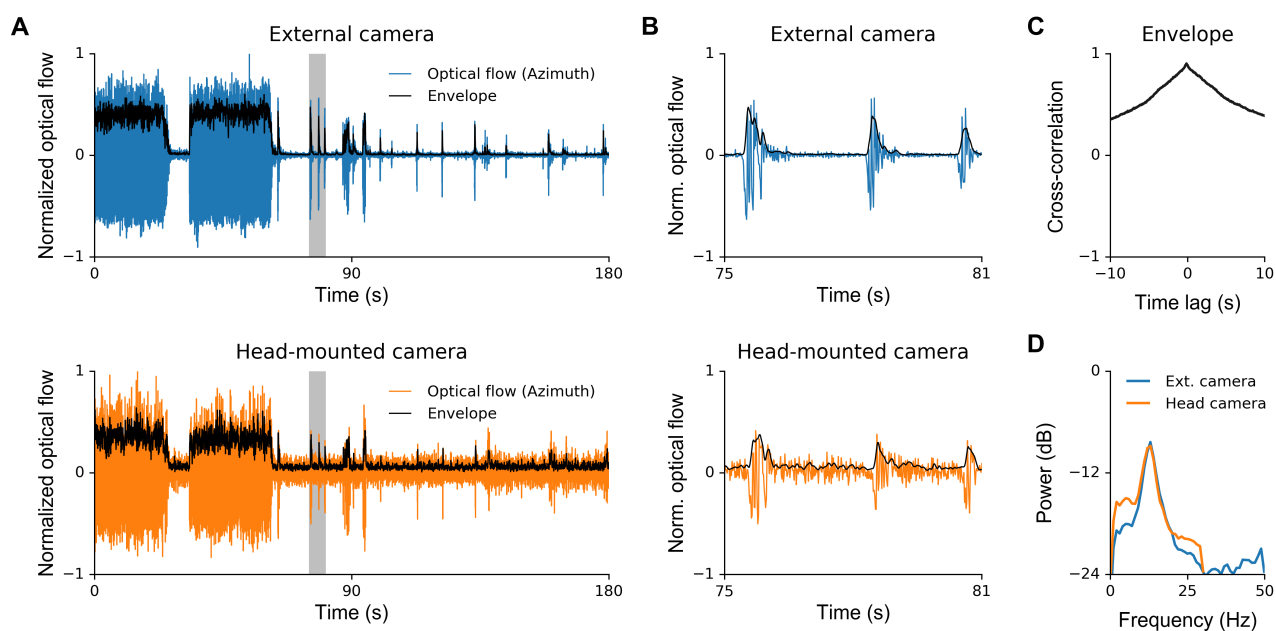 A
External camera
Normalized optical flow
1
0
−1
Optical flow (Azimuth)
Envelope
0
90
180
Time (s)
B
External camera
Norm. optical flow
1
0
−1
75
81
Time (s)
C
Envelope
Cross-correlation
1
0
−1
−10
0
10
Time lag (s)
Head-mounted camera
Normalized optical flow
1
0
−1
Optical flow (Azimuth)
Envelope
0
90
180
Time (s)
Head-mounted camera
Norm. optical flow
1
0
−1
75
81
Time (s)
D
Power (dB)
0
−12
−24
Ext. camera
Head camera
0
25
50
Frequency (Hz)